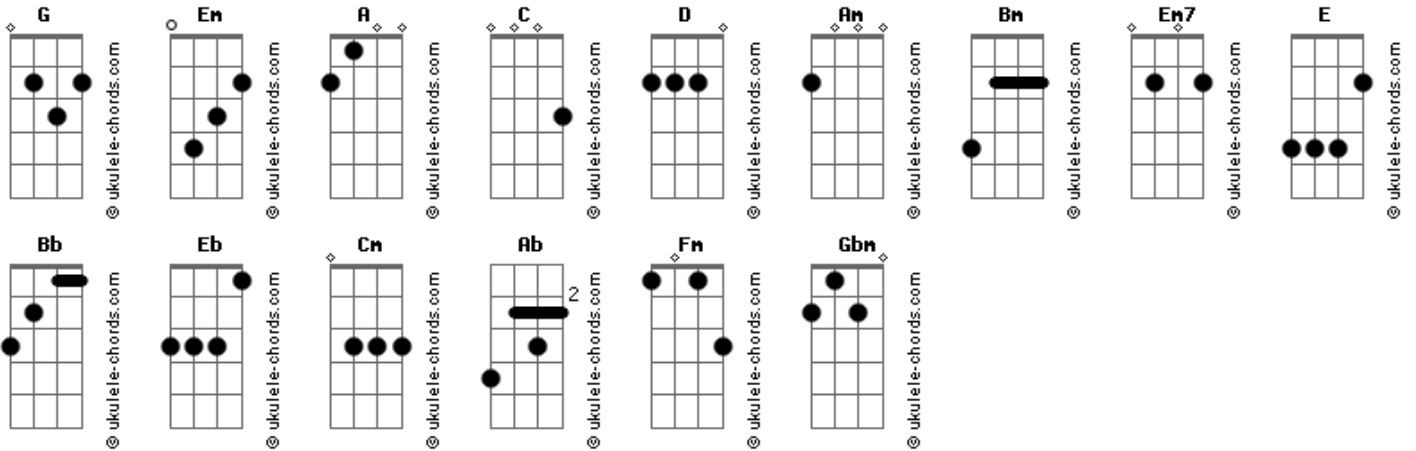 G Em A C D Am Bm Em7 E
© ukulele-chords.com © ukulele-chords.com © ukulele-chords.com © ukulele-chords.com © ukulele-chords.com © ukulele-chords.com © ukulele-chords.com © ukulele-chords.com © ukulele-chords.com
Bb Eb Cm Ab Fm Gbm
2
© ukulele-chords.com © ukulele-chords.com © ukulele-chords.com © ukulele-chords.com © ukulele-chords.com © ukulele-chords.com